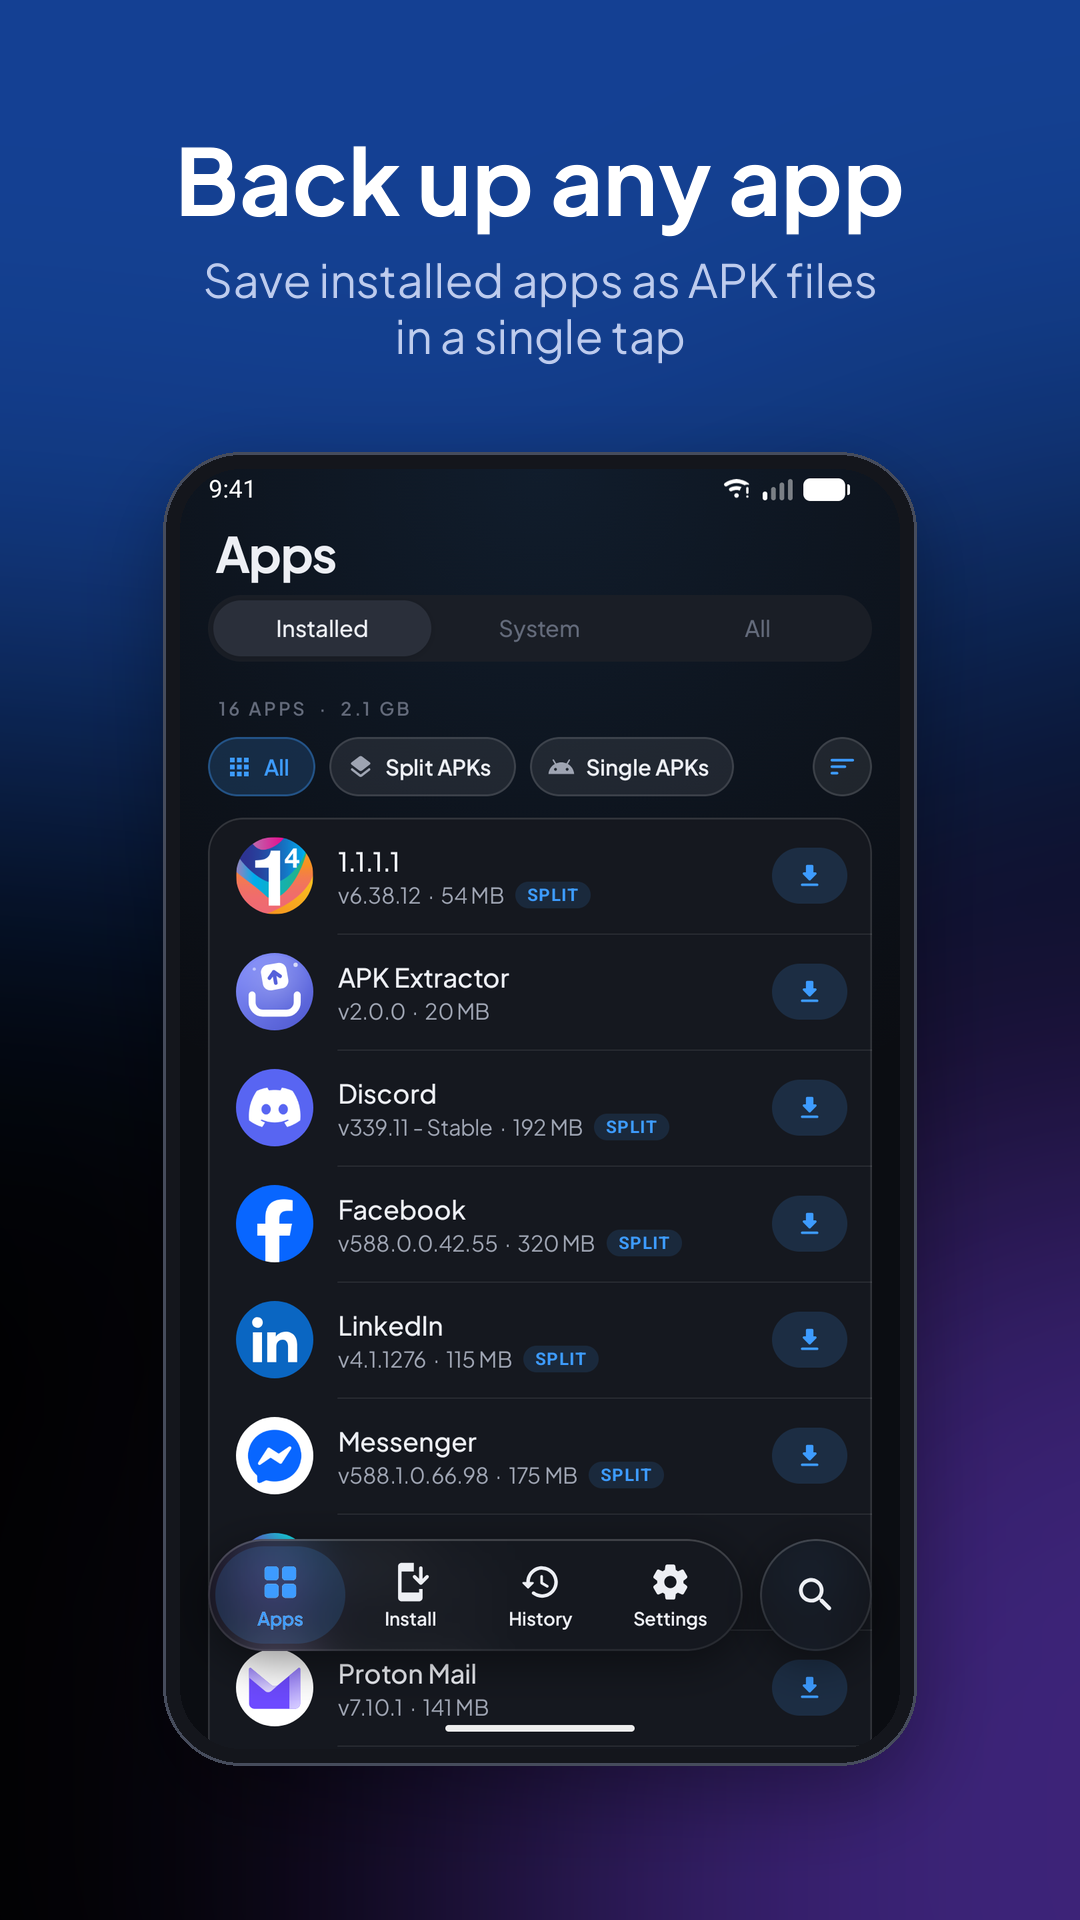 Back up any app
Save installed apps as APK files
in a single tap
9:41
Apps
Installed
System
All
16 APPS · 2.1 GB
All
Split APKs
Single APKs
1⁴
1.1.1.1
v6.38.12 · 54 MB SPLIT
APK Extractor
v2.0.0 · 20 MB
Discord
v339.11 - Stable · 192 MB SPLIT
f
Facebook
v588.0.0.42.55 · 320 MB SPLIT
in
LinkedIn
v4.1.1276 · 115 MB SPLIT
Messenger
v588.1.0.66.98 · 175 MB SPLIT
Apps
Install
History
Settings
Proton Mail
v7.10.1 · 141 MB